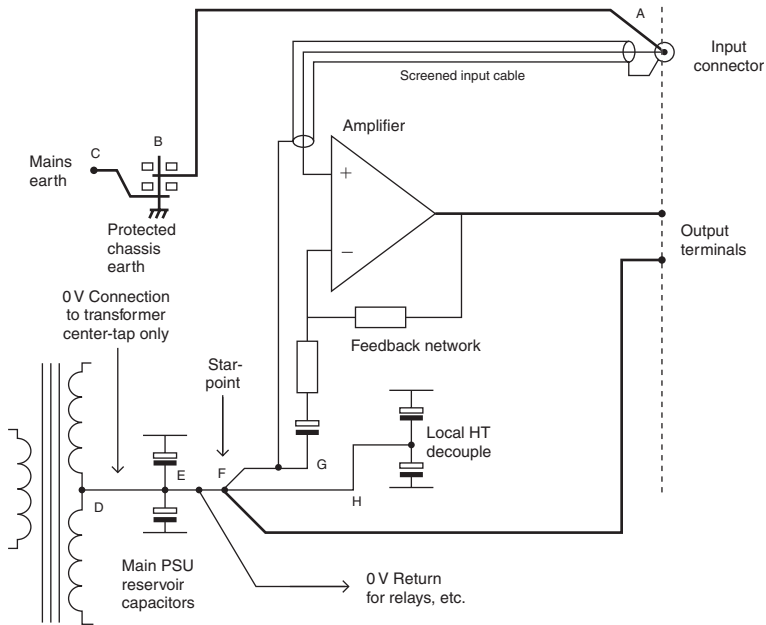 A
Input
connector
Screened input cable
Amplifier
B
C
Mains
earth
+
−
Protected
chassis
earth
Output
terminals
0 V Connection
to transformer
center-tap only
Feedback network
Star-
point
Local HT
decouple
E
F
G
D
H
Main PSU
reservoir
capacitors
0 V Return
for relays, etc.